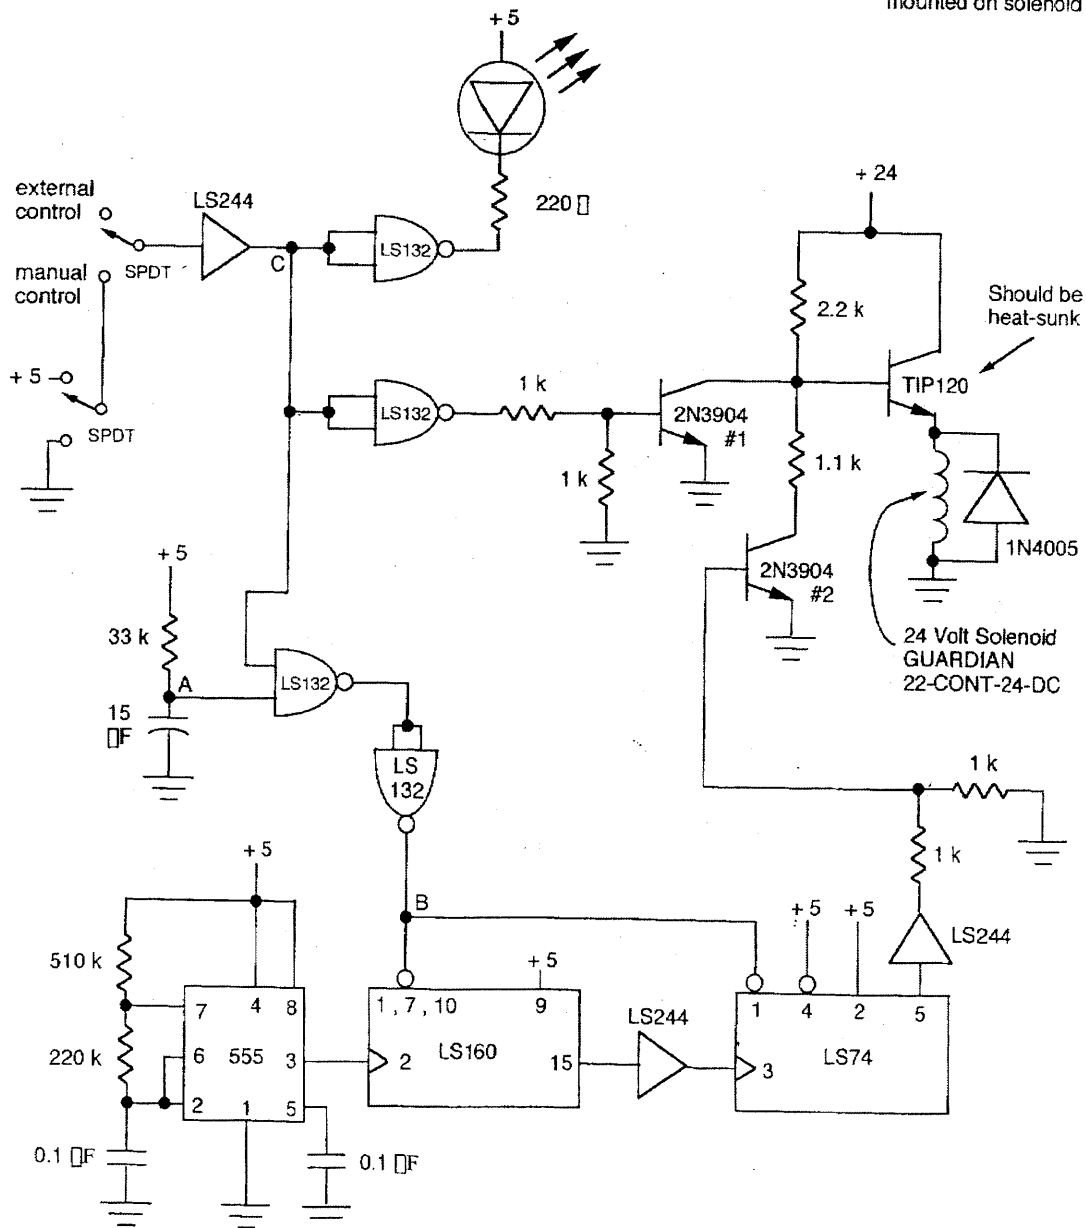 mounted on solenoid
+ 5
220 ▯
external
control
LS244
SPDT
C
LS132
manual
control
+ 5
SPDT
+ 24
2.2 k
Should be
heat-sunk
TIP120
LS132
1 k
1 k
2N3904
#1
1.1 k
2N3904
#2
1N4005
24 Volt Solenoid
GUARDIAN
22-CONT-24-DC
+ 5
33 k
A
15
▯F
LS132
LS
132
B
1 k
1 k
LS244
+ 5
510 k
220 k
0.1 ▯F
7
4
8
6
555
3
2
1
5
0.1 ▯F
+ 5
1 , 7 , 10
9
2
LS160
15
LS244
+ 5
+ 5
1
4
2
5
3
LS74